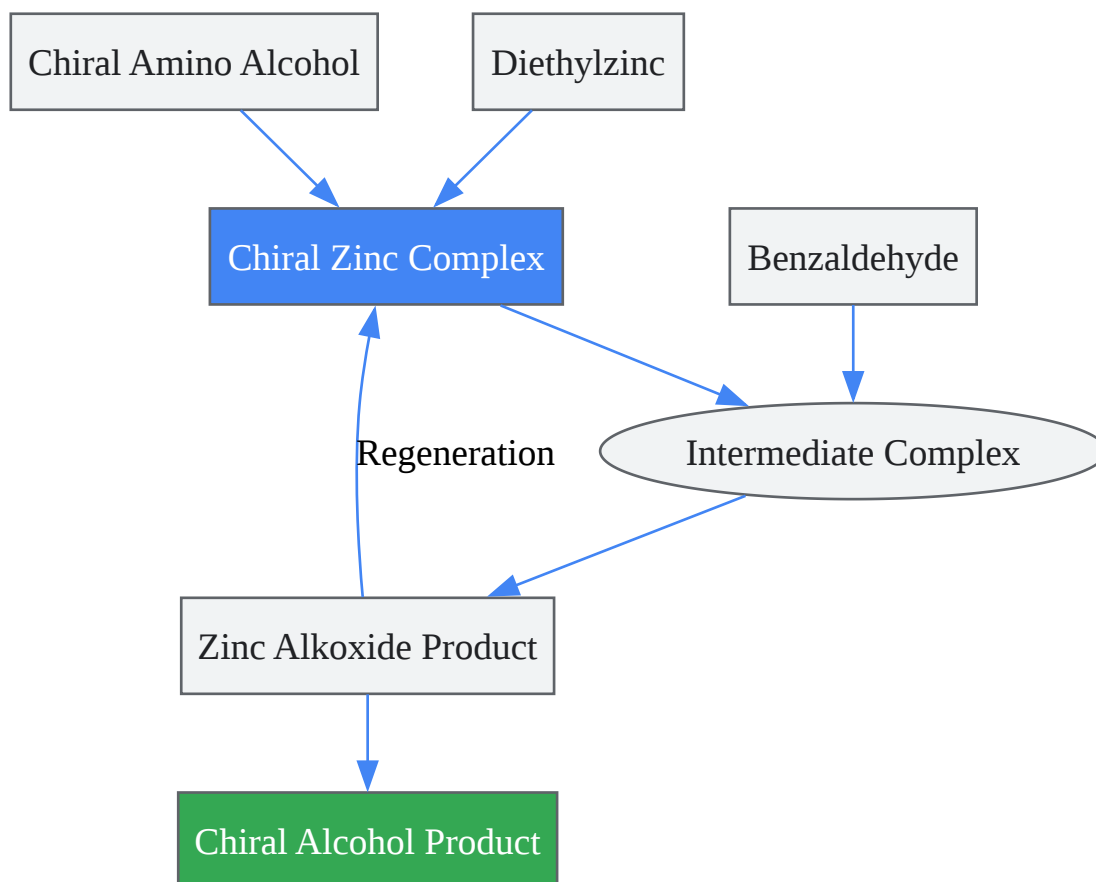 Chiral Amino Alcohol
Diethylzinc
Chiral Zinc Complex
Benzaldehyde
Regeneration
Intermediate Complex
Zinc Alkoxide Product
Chiral Alcohol Product